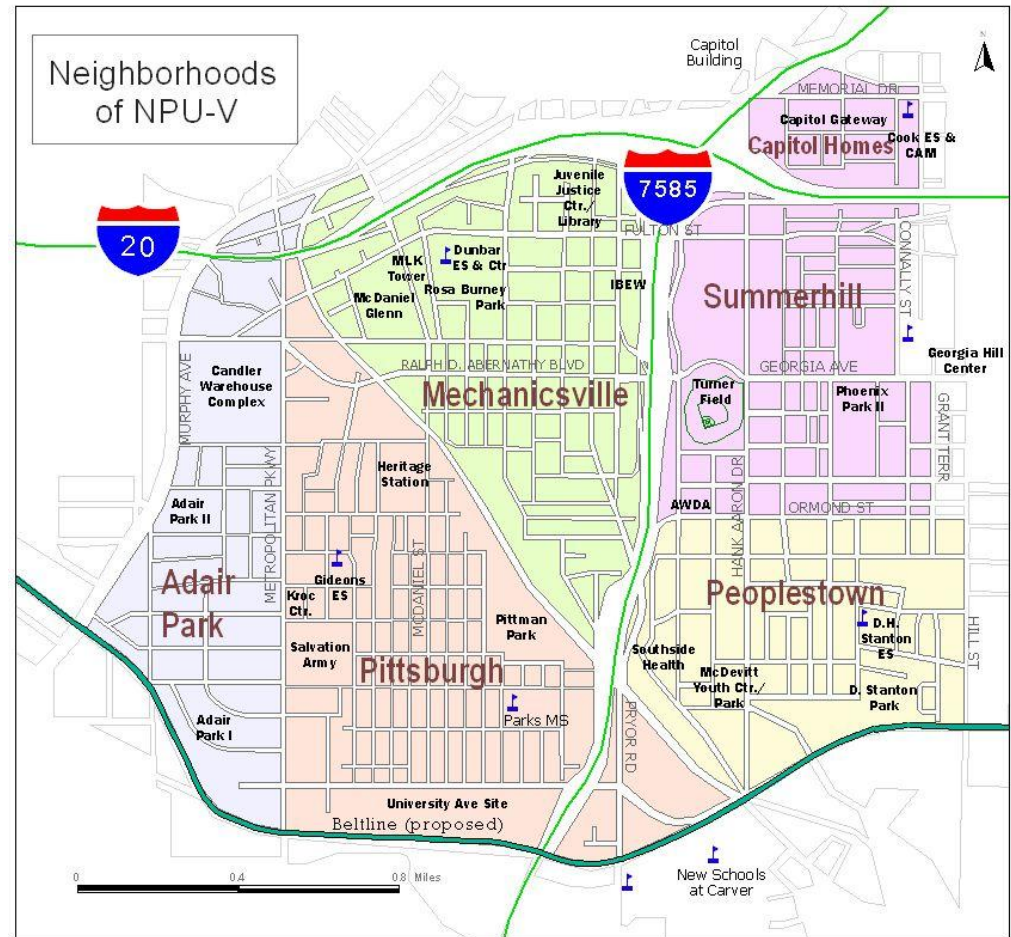 Neighborhoods
of NPU-V
Capitol
Building
N
MEMORIAL DR
Capitol Gateway
Capitol Homes
Cook ES &
CAM
20
7585
Juvenile
Justice
Ctr./
Library
FULTON ST
CONNALLY ST
MLK
Tower
Dunbar
ES & Ctr
Rosa Burney
Park
McDaniel
Glenn
IBEW
Summerhill
RALPH D. ABERNATHY BLVD
Mechanicsville
GEORGIA AVE
Georgia Hill
Center
Turner
Field
Phoenix
Park II
GRANT TERR
MURPHY AVE
Candler
Warehouse
Complex
METROPOLITAN PKWY
Heritage
Station
Adair
Park II
AWDA
HANK AARON DR
ORMOND ST
Adair
Park
Gideons
ES
Kroc
Ctr.
MCDANIEL ST
Salvation
Army
Pittman
Park
Pittsburgh
Parks MS
Peoplestown
D.H.
Stanton
ES
HILL ST
Southside
Health
McDevitt
Youth Ctr./
Park
D. Stanton
Park
Adair
Park I
PRYOR RD
University Ave Site
Beltline (proposed)
New Schools
at Carver
0 0.4 0.8 Miles